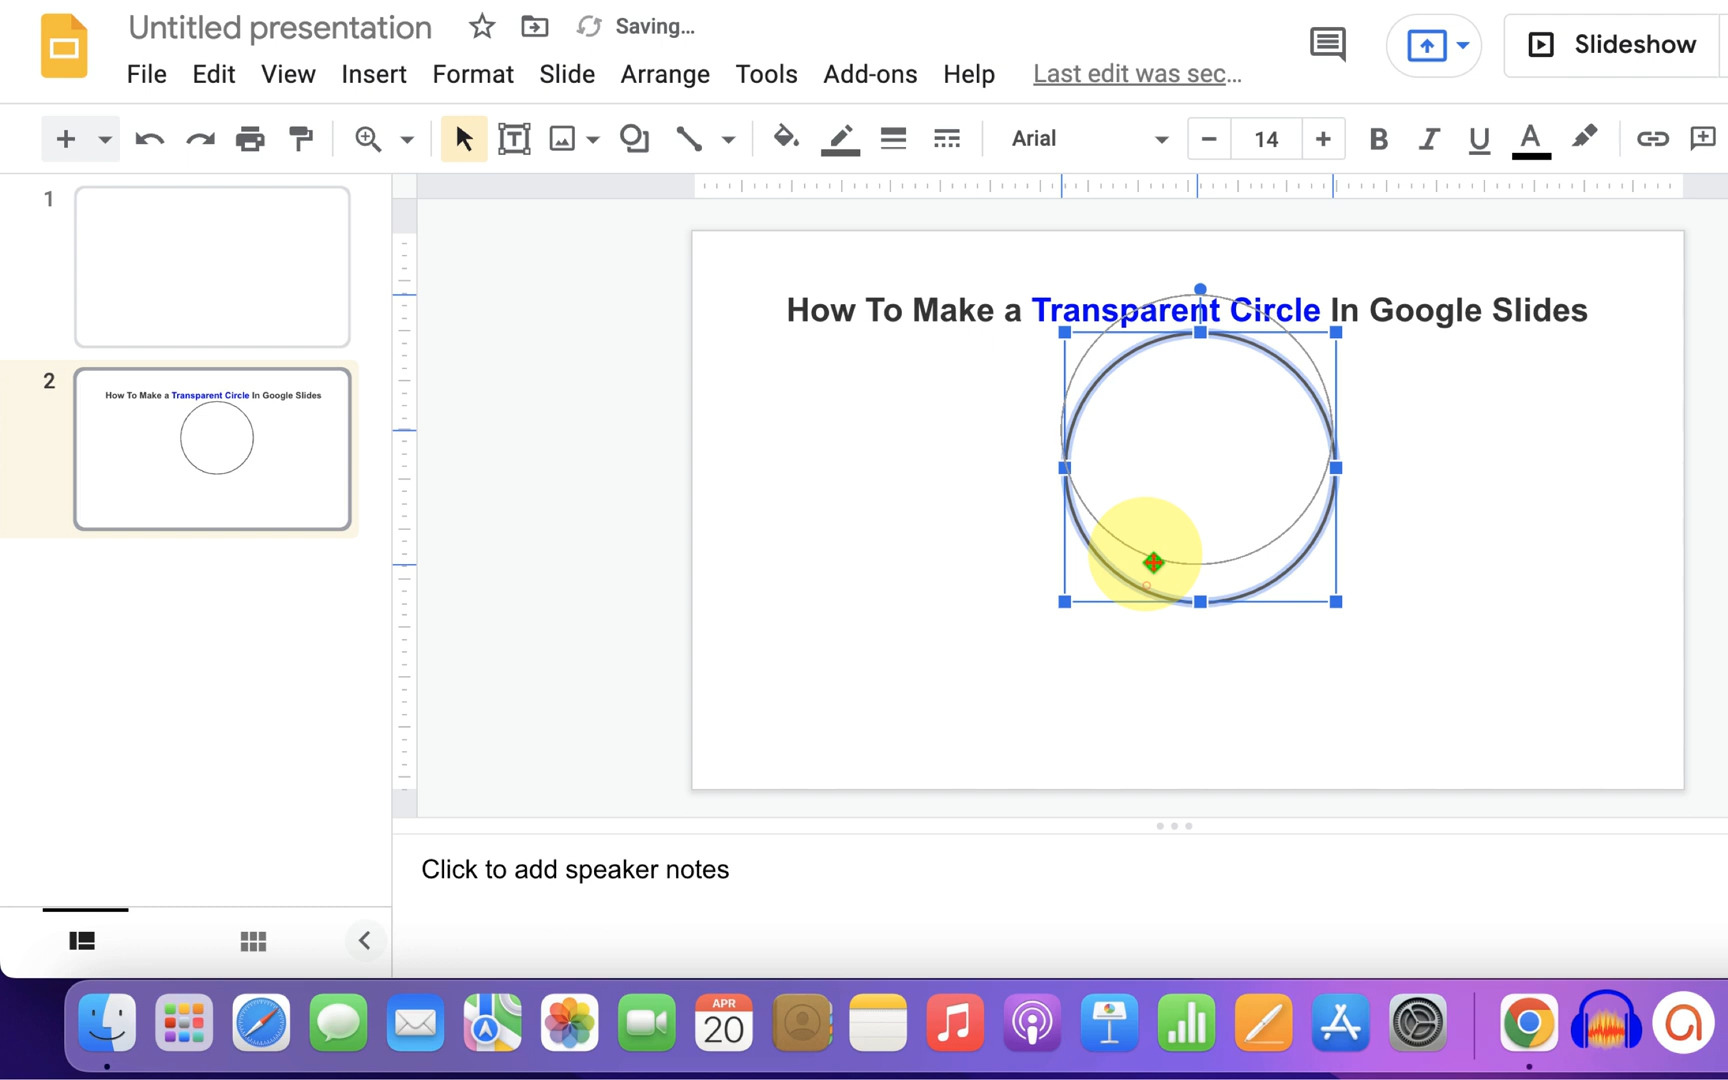 Untitled presentation
Saving...
Slideshow
File Edit View Insert Format Slide Arrange Tools Add-ons Help Last edit was sec...
Arial
14
B I U A
1
2
How To Make a Transparent Circle In Google Slides
How To Make a Transparent Circle In Google Slides
Click to add speaker notes
APR
20